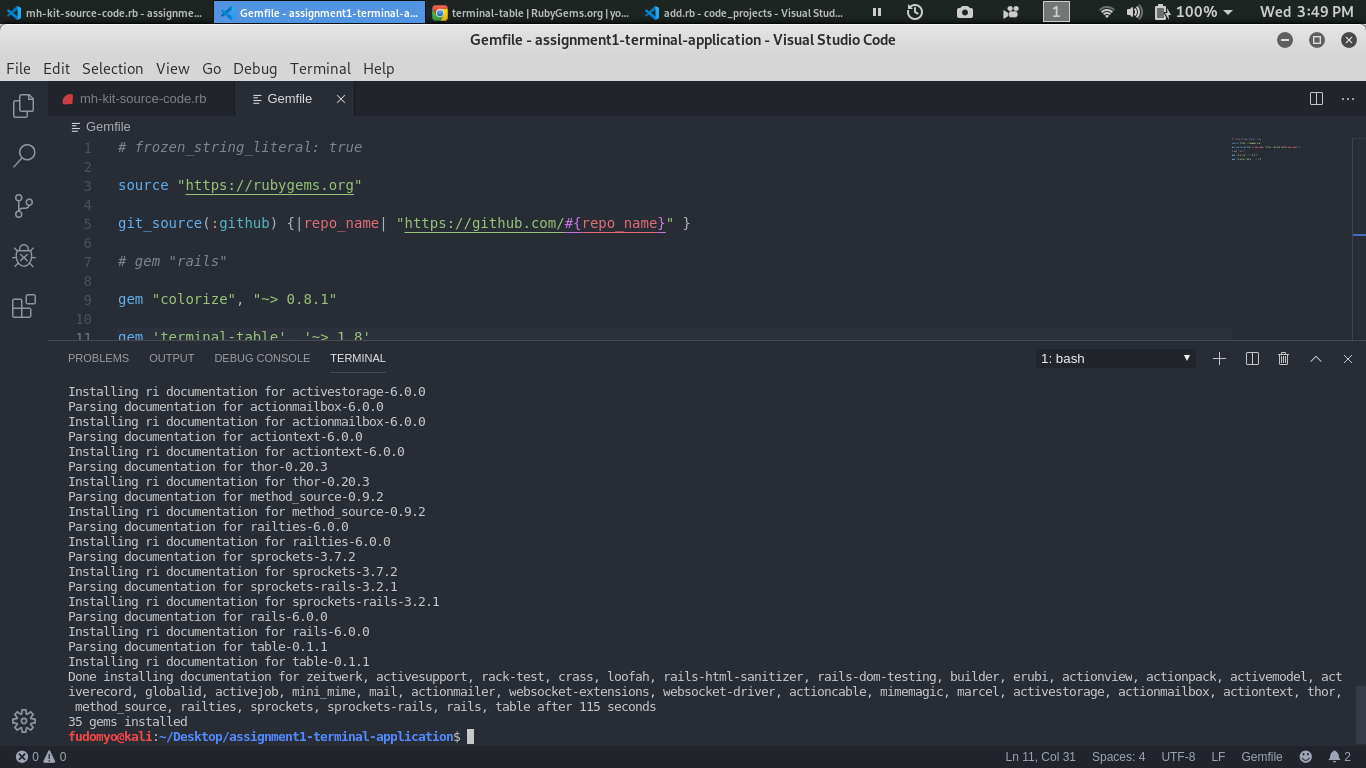 mh-kit-source-code.rb - assignme...
Gemfile - assignment1-terminal-a...
terminal-table | RubyGems.org | yo...
add.rb - code_projects - Visual Stud...
1
100%
Wed 3:49 PM
Gemfile - assignment1-terminal-application - Visual Studio Code
File Edit Selection View Go Debug Terminal Help
mh-kit-source-code.rb
Gemfile
Gemfile
1 # frozen_string_literal: true
2
3 source "https://rubygems.org"
4
5 git_source(:github) {|repo_name| "https://github.com/#{repo_name}" }
6
7 # gem "rails"
8
9 gem "colorize", "~> 0.8.1"
10
11 gem 'terminal-table', '~> 1.8'
PROBLEMS OUTPUT DEBUG CONSOLE TERMINAL
1: bash
Installing ri documentation for activestorage-6.0.0
Parsing documentation for actionmailbox-6.0.0
Installing ri documentation for actionmailbox-6.0.0
Parsing documentation for actiontext-6.0.0
Installing ri documentation for actiontext-6.0.0
Parsing documentation for thor-0.20.3
Installing ri documentation for thor-0.20.3
Parsing documentation for method_source-0.9.2
Installing ri documentation for method_source-0.9.2
Parsing documentation for railties-6.0.0
Installing ri documentation for railties-6.0.0
Parsing documentation for sprockets-3.7.2
Installing ri documentation for sprockets-3.7.2
Parsing documentation for sprockets-rails-3.2.1
Installing ri documentation for sprockets-rails-3.2.1
Parsing documentation for rails-6.0.0
Installing ri documentation for rails-6.0.0
Parsing documentation for table-0.1.1
Installing ri documentation for table-0.1.1
Done installing documentation for zeitwerk, activesupport, rack-test, crass, loofah, rails-html-sanitizer, rails-dom-testing, builder, erubi, actionview, actionpack, activemodel, act
iverecord, globalid, activejob, mini_mime, mail, actionmailer, websocket-extensions, websocket-driver, actioncable, mimemagic, marcel, activestorage, actionmailbox, actiontext, thor,
method_source, railties, sprockets, sprockets-rails, rails, table after 115 seconds
35 gems installed
fudomyo@kali:~/Desktop/assignment1-terminal-application$
0 0
Ln 11, Col 31 Spaces: 4 UTF-8 LF Gemfile 2